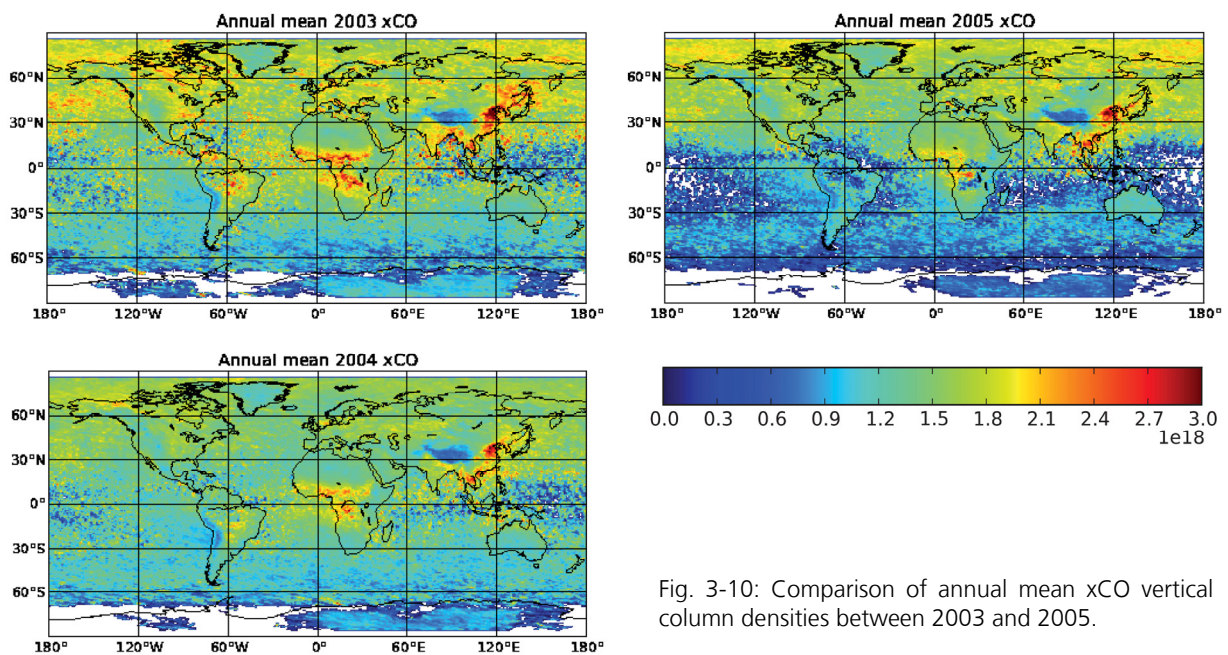 Annual mean 2003 xCO
60°N
30°N
0°
30°S
60°S
180° 120°W 60°W 0° 60°E 120°E 180°
Annual mean 2005 xCO
60°N
30°N
0°
30°S
60°S
180° 120°W 60°W 0° 60°E 120°E 180°
Annual mean 2004 xCO
60°N
30°N
0°
30°S
60°S
180° 120°W 60°W 0° 60°E 120°E 180°
0.0 0.3 0.6 0.9 1.2 1.5 1.8 2.1 2.4 2.7 3.0
1e18
Fig. 3-10: Comparison of annual mean xCO vertical
column densities between 2003 and 2005.